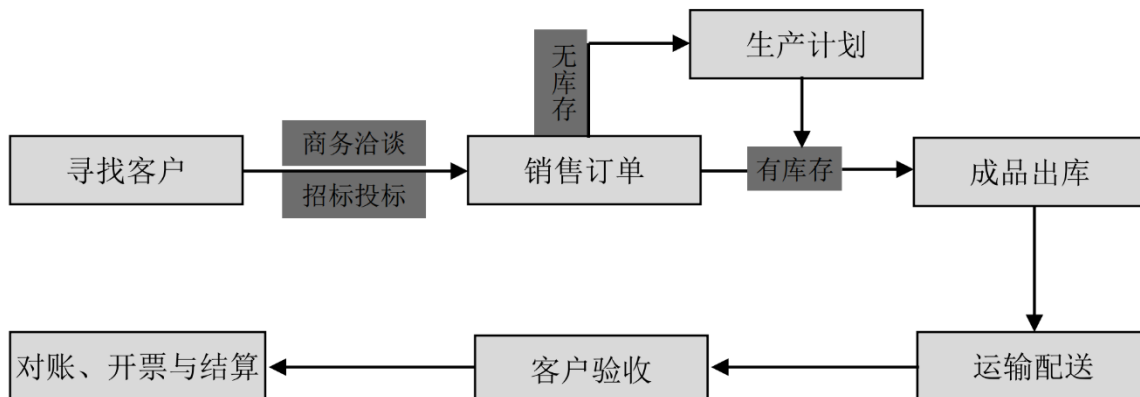 无库存
生产计划
寻找客户
商务洽谈
招标投标
销售订单
有库存
成品出库
对账、开票与结算
客户验收
运输配送